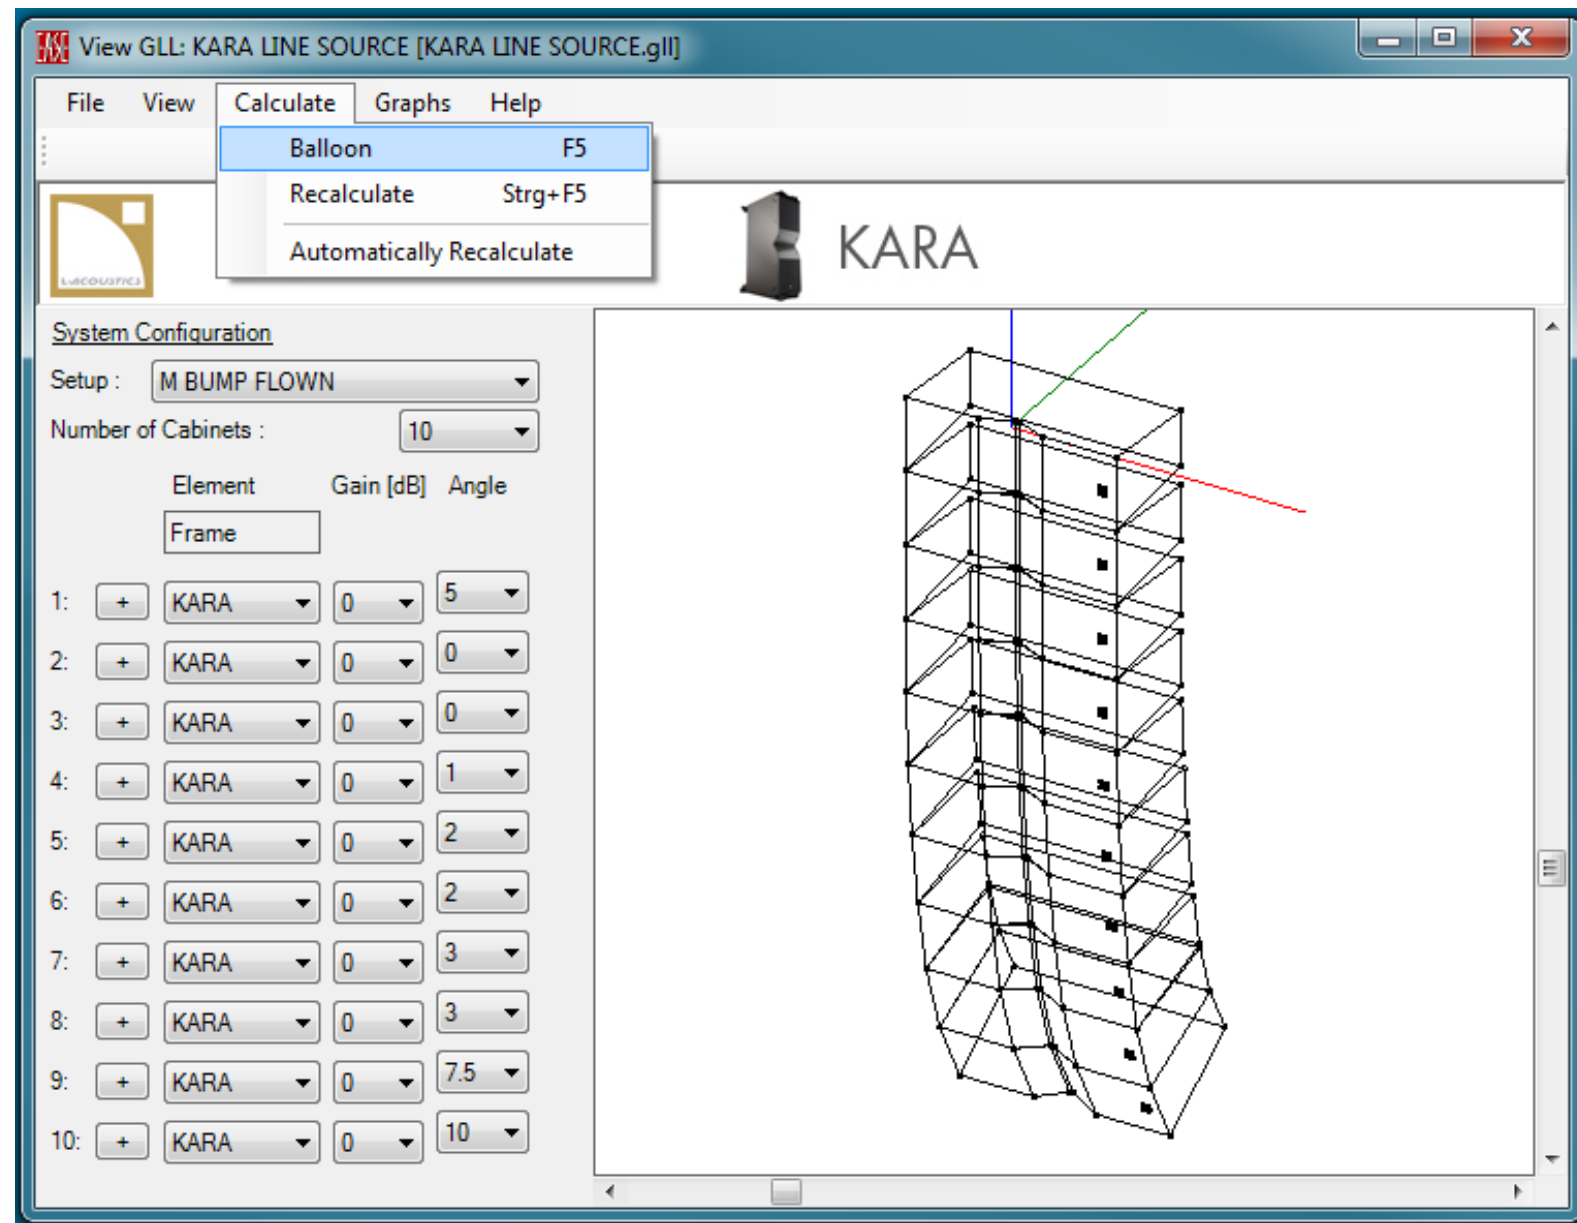 View GLL: KARA LINE SOURCE [KARA LINE SOURCE.gll]
File View Calculate Graphs Help
Balloon F5
Recalculate Strg+F5
Automatically Recalculate
L-ACOUSTICS
KARA
System Configuration
Setup : M BUMP FLOWN
Number of Cabinets : 10
Element Gain [dB] Angle
Frame
1: + KARA 0 5
2: + KARA 0 0
3: + KARA 0 0
4: + KARA 0 1
5: + KARA 0 2
6: + KARA 0 2
7: + KARA 0 3
8: + KARA 0 3
9: + KARA 0 7.5
10: + KARA 0 10